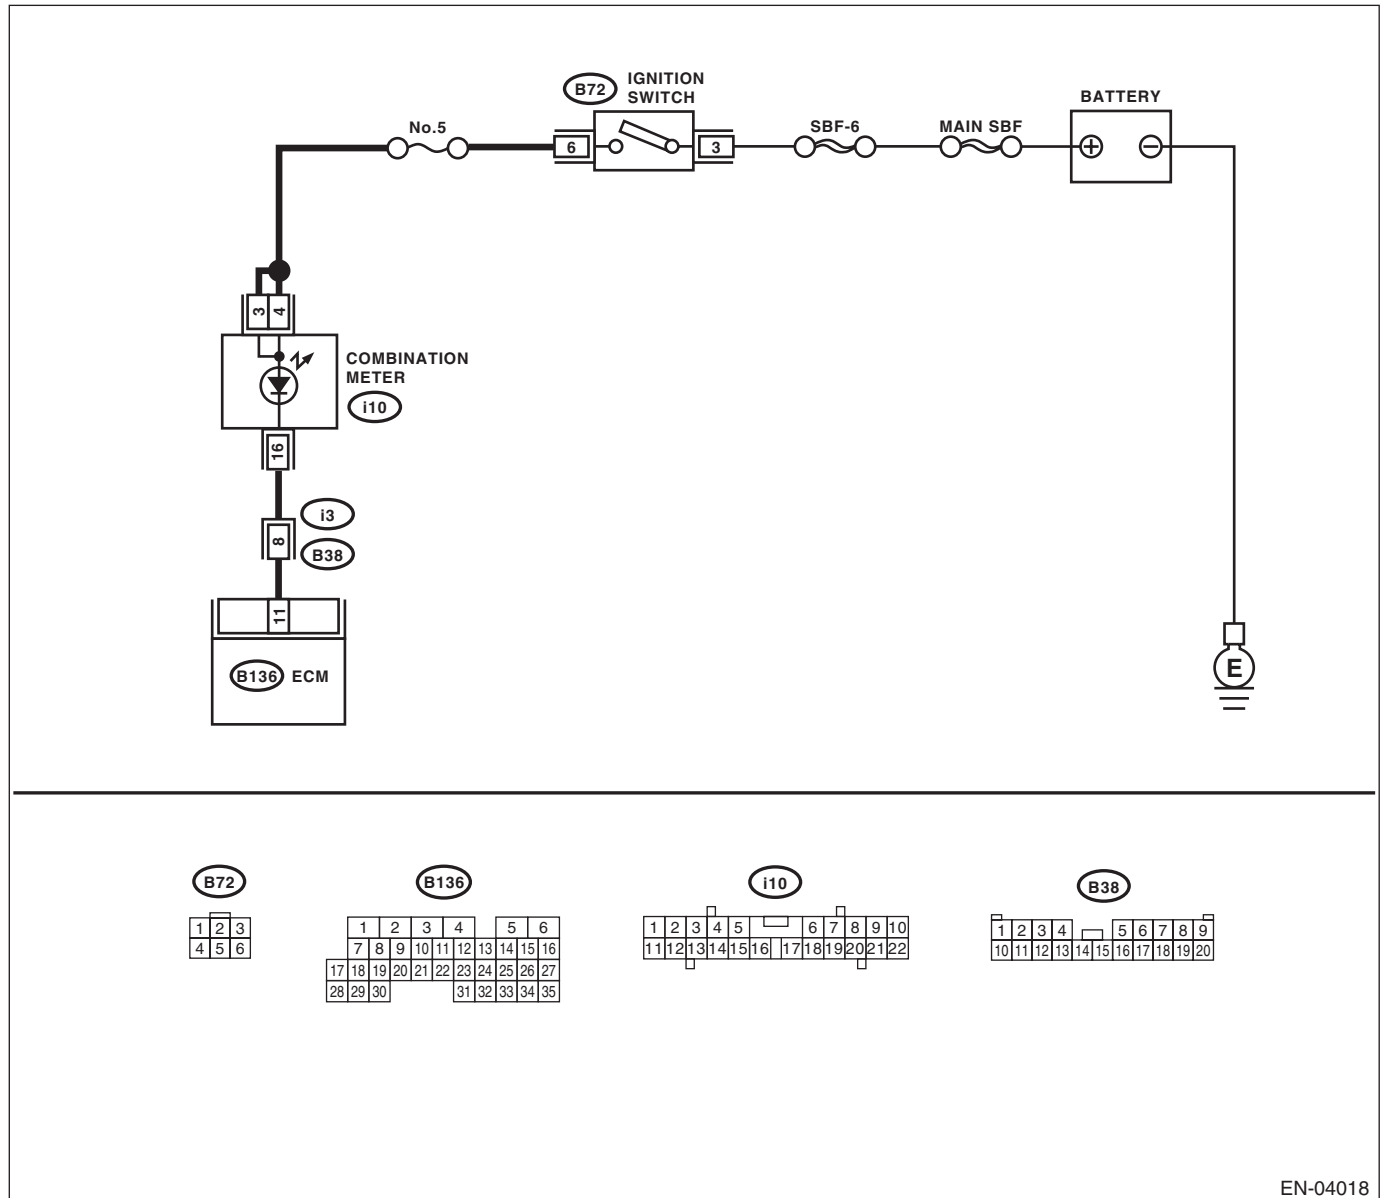 B72 IGNITION
SWITCH
BATTERY
No.5
SBF-6
MAIN SBF
6
3
+
−
3
4
COMBINATION
METER
i10
16
i3
8
B38
11
B136 ECM
E
B72
1 2 3
4 5 6
B136
1 2 3 4 5 6
7 8 9 10 11 12 13 14 15 16
17 18 19 20 21 22 23 24 25 26 27
28 29 30 31 32 33 34 35
i10
1 2 3 4 5 6 7 8 9 10
11 12 13 14 15 16 17 18 19 20 21 22
B38
1 2 3 4 5 6 7 8 9
10 11 12 13 14 15 16 17 18 19 20
EN-04018